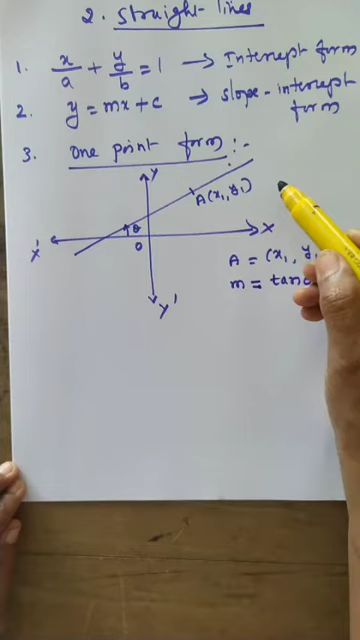 2. Straight lines
1. x/a + y/b = 1 → Intercept form
2. y = mx + c → slope-intercept form
3. One point form :-
Y
A(x₁, y₁)
θ
X' O X
A = (x₁, y₁
m = tan
Y'